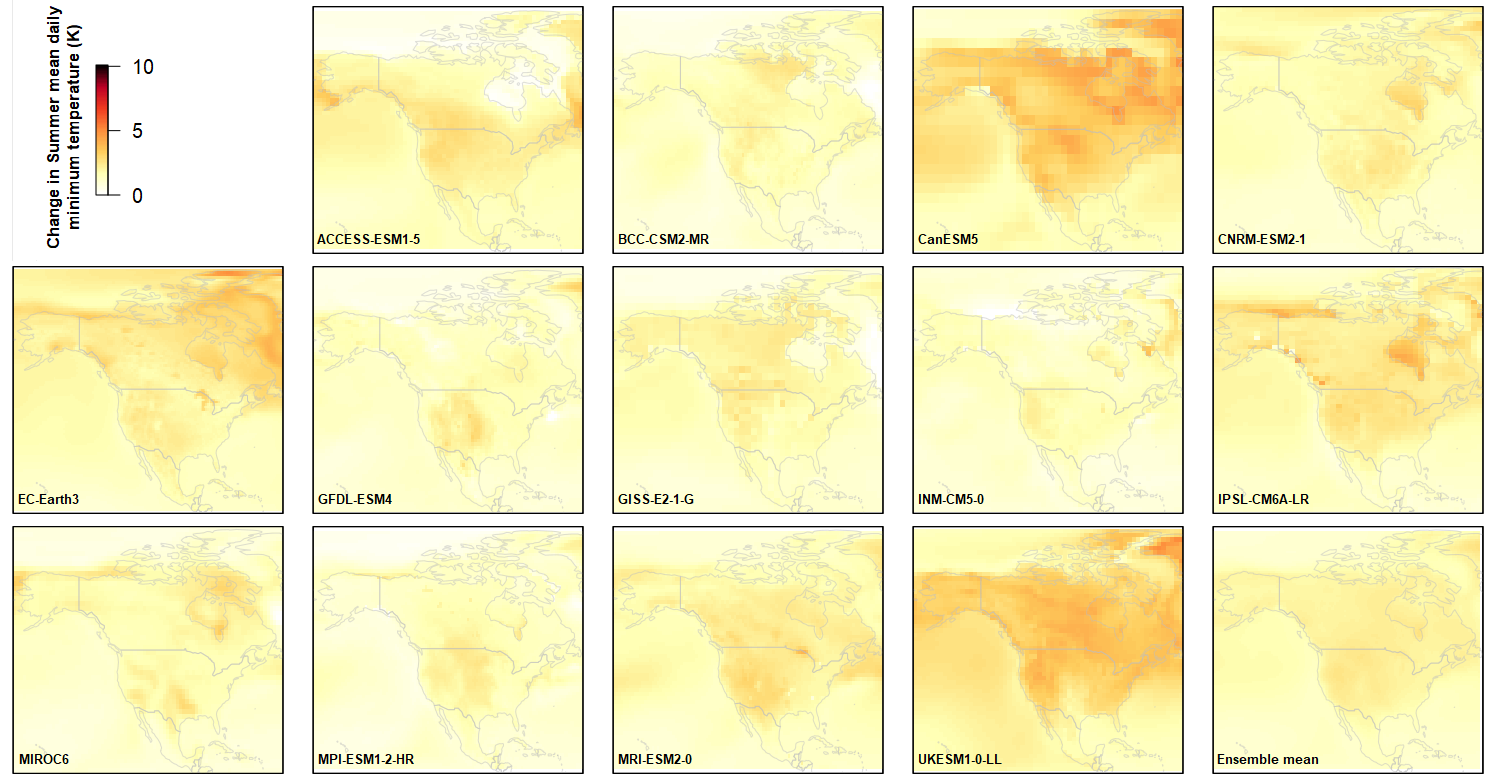 Change in Summer mean daily
minimum temperature (K)
10
5
0
ACCESS-ESM1-5
BCC-CSM2-MR
CanESM5
CNRM-ESM2-1
EC-Earth3
GFDL-ESM4
GISS-E2-1-G
INM-CM5-0
IPSL-CM6A-LR
MIROC6
MPI-ESM1-2-HR
MRI-ESM2-0
UKESM1-0-LL
Ensemble mean